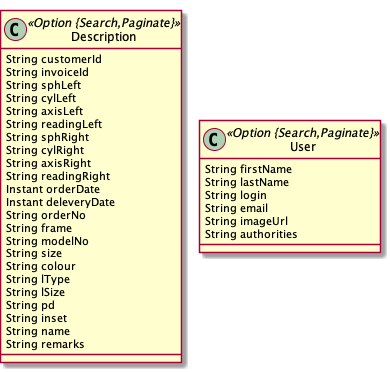 C «Option {Search,Paginate}»
Description
String customerId
String invoiceId
String sphLeft
String cylLeft
String axisLeft
String readingLeft
String sphRight
String cylRight
String axisRight
String readingRight
Instant orderDate
Instant deleveryDate
String orderNo
String frame
String modelNo
String size
String colour
String lType
String lSize
String pd
String inset
String name
String remarks
C «Option {Search,Paginate}»
User
String firstName
String lastName
String login
String email
String imageUrl
String authorities